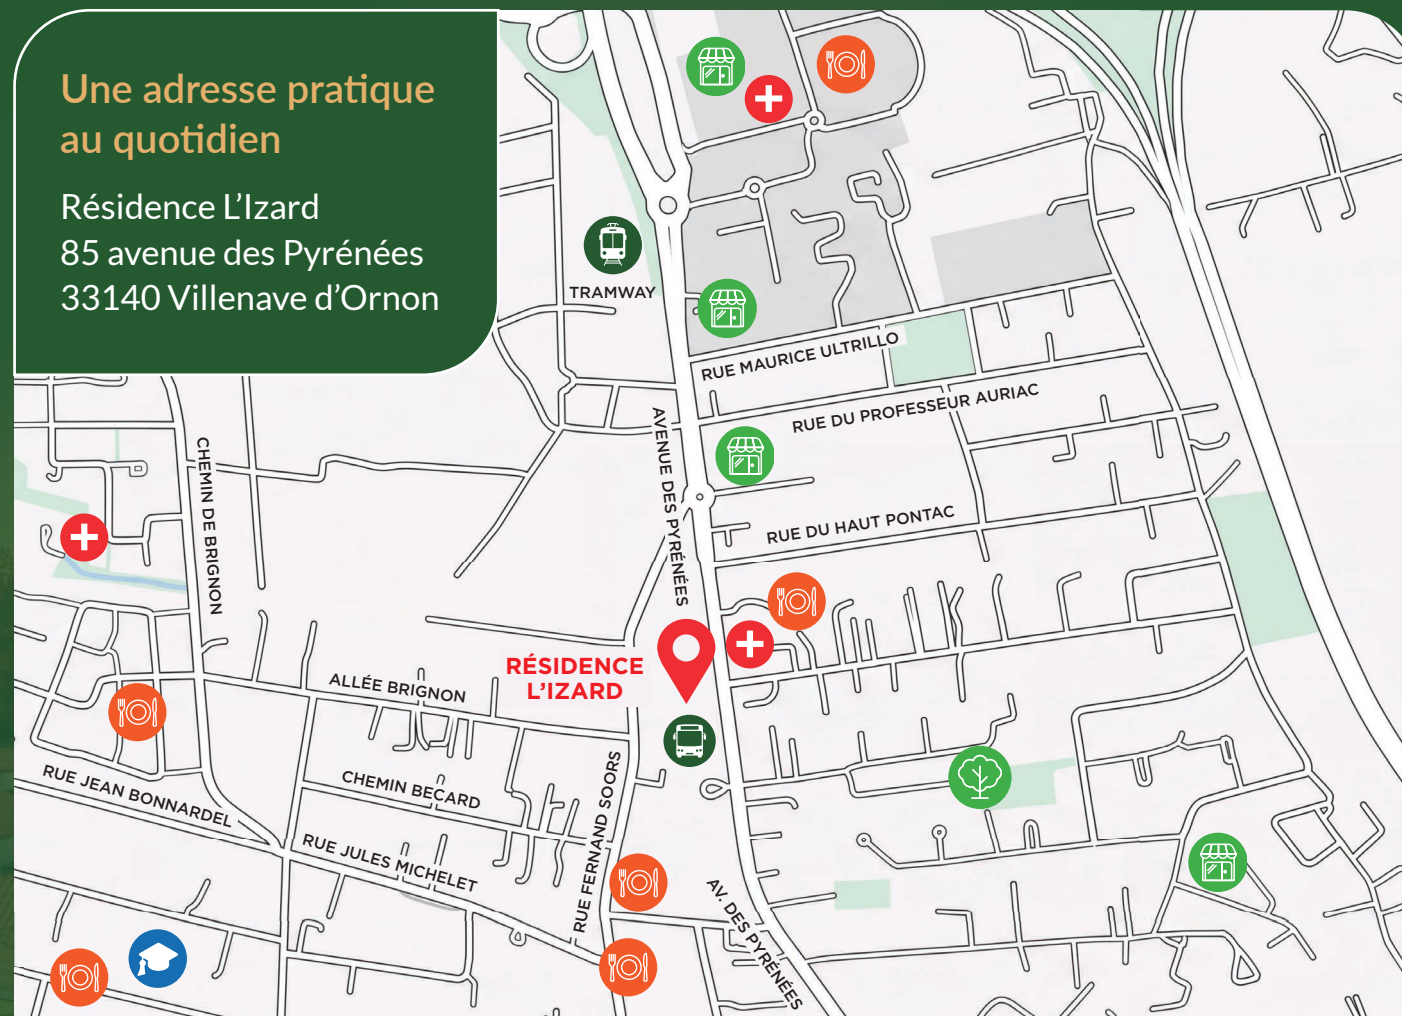 Une adresse pratique
au quotidien
Résidence L'Izard
85 avenue des Pyrénées
33140 Villenave d'Ornon
TRAMWAY
RUE MAURICE ULTRILLO
RUE DU PROFESSEUR AURIAC
AVENUE DES PYRÉNÉES
CHEMIN DE BRIGNON
RUE DU HAUT PONTAC
RÉSIDENCE
L'IZARD
ALLÉE BRIGNON
CHEMIN BECARD
RUE JEAN BONNARDEL
RUE JULES MICHELET
RUE FERNAND SOORS
AV. DES PYRÉNÉES